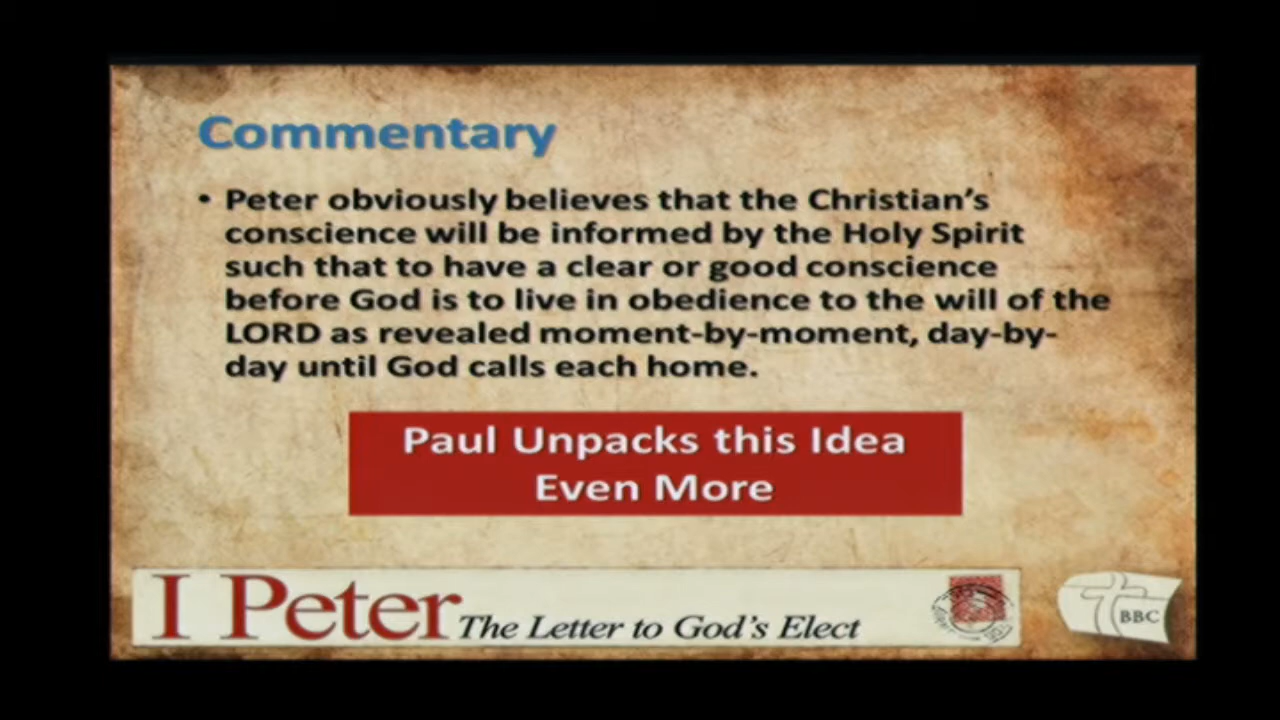 Commentary
• Peter obviously believes that the Christian's
conscience will be informed by the Holy Spirit
such that to have a clear or good conscience
before God is to live in obedience to the will of the
LORD as revealed moment-by-moment, day-by-
day until God calls each home.
Paul Unpacks this Idea
Even More
I Peter The Letter to God's Elect
BBC